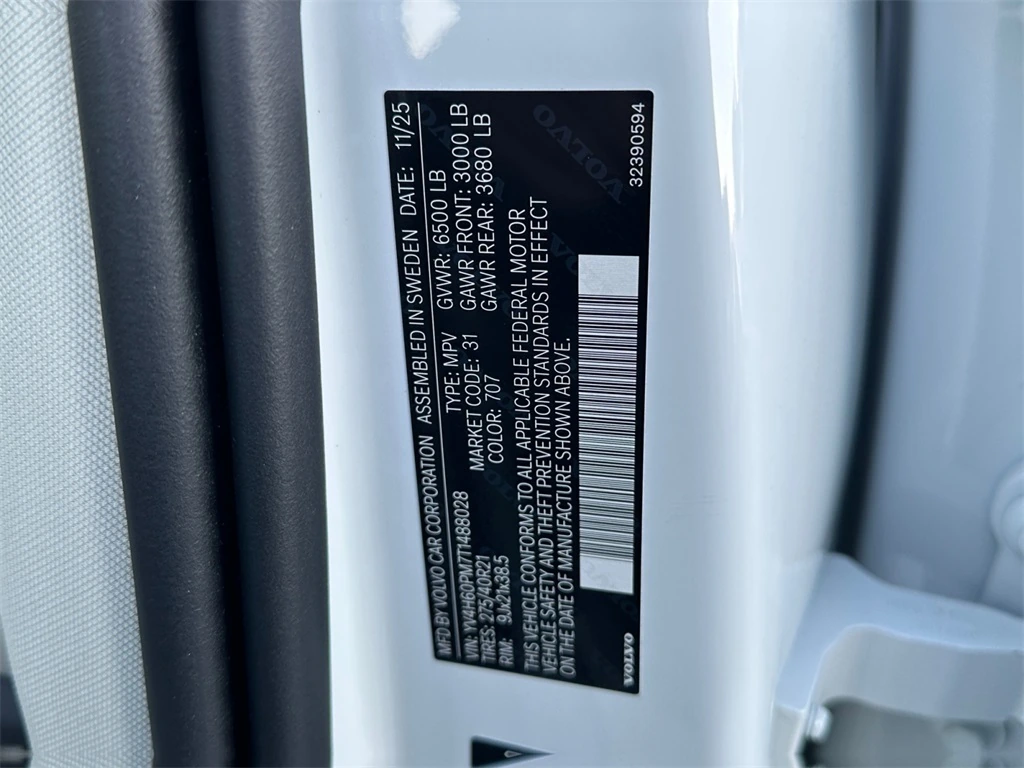 MFD BY VOLVO CAR CORPORATION ASSEMBLED IN SWEDEN DATE: 11/25
VIN: YV4H60PM7T1488028 TYPE: MPV GVWR: 6500 LB
TIRES: 275/40R21 MARKET CODE: 31 GAWR FRONT: 3000 LB
RIM: 9Jx21x38.5 COLOR: 707 GAWR REAR: 3680 LB
THIS VEHICLE CONFORMS TO ALL APPLICABLE FEDERAL MOTOR
VEHICLE SAFETY AND THEFT PREVENTION STANDARDS IN EFFECT
ON THE DATE OF MANUFACTURE SHOWN ABOVE.
VOLVO 32390594